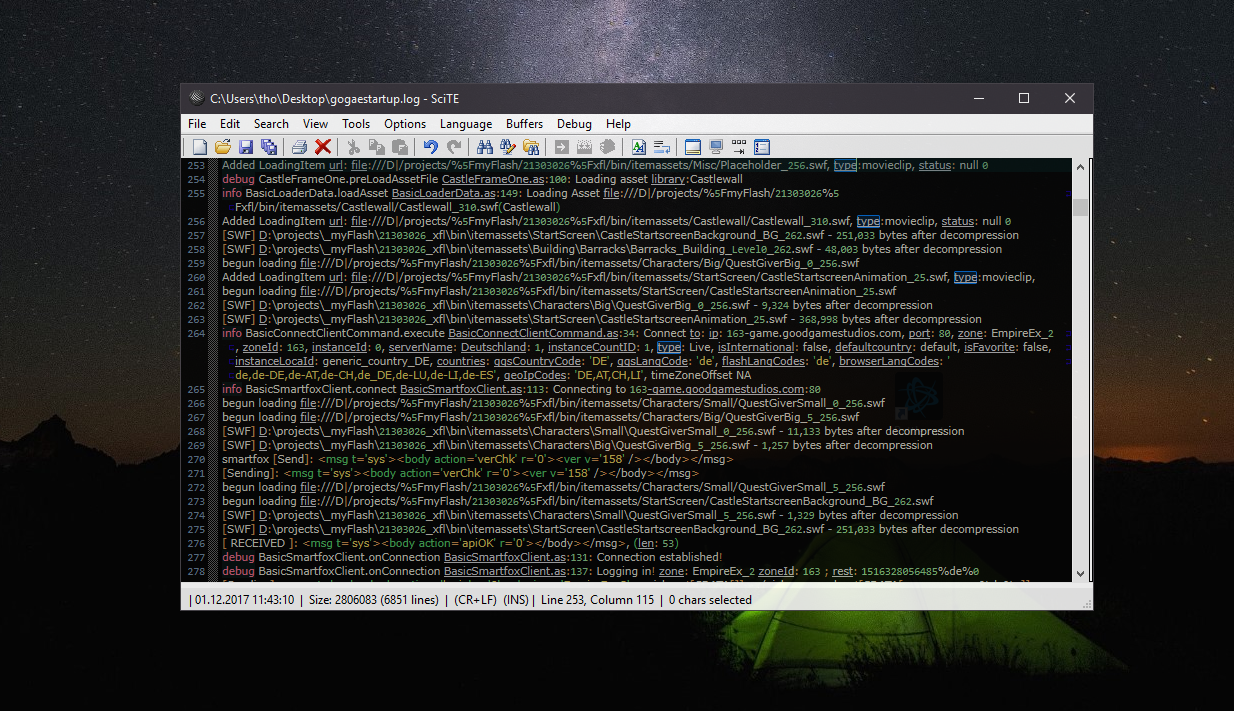 C:\Users\tho\Desktop\gogaestartup.log - SciTE
File Edit Search View Tools Options Language Buffers Debug Help
253 Added LoadingItem url: file:///D|/projects/%5FmyFlash/21303026%5Fxfl/bin/itemassets/Misc/Placeholder_256.swf, type:movieclip, status: null 0
254 debug CastleFrameOne.preLoadAssetFile CastleFrameOne.as:100: Loading asset library:Castlewall
255 info BasicLoaderData.loadAsset BasicLoaderData.as:149: Loading Asset file:///D|/projects/%5FmyFlash/21303026%5
Fxfl/bin/itemassets/Castlewall/Castlewall_310.swf(Castlewall)
256 Added LoadingItem url: file:///D|/projects/%5FmyFlash/21303026%5Fxfl/bin/itemassets/Castlewall/Castlewall_310.swf, type:movieclip, status: null 0
257 [SWF] D:\projects\_myFlash\21303026_xfl\bin\itemassets\StartScreen\CastleStartscreenBackground_BG_262.swf - 251,033 bytes after decompression
258 [SWF] D:\projects\_myFlash\21303026_xfl\bin\itemassets\Building\Barracks\Barracks_Building_Level0_262.swf - 48,003 bytes after decompression
259 begun loading file:///D|/projects/%5FmyFlash/21303026%5Fxfl/bin/itemassets/Characters/Big/QuestGiverBig_0_256.swf
260 Added LoadingItem url: file:///D|/projects/%5FmyFlash/21303026%5Fxfl/bin/itemassets/StartScreen/CastleStartscreenAnimation_25.swf, type:movieclip,
261 begun loading file:///D|/projects/%5FmyFlash/21303026%5Fxfl/bin/itemassets/StartScreen/CastleStartscreenAnimation_25.swf
262 [SWF] D:\projects\_myFlash\21303026_xfl\bin\itemassets\Characters\Big\QuestGiverBig_0_256.swf - 9,324 bytes after decompression
263 [SWF] D:\projects\_myFlash\21303026_xfl\bin\itemassets\StartScreen\CastleStartscreenAnimation_25.swf - 368,998 bytes after decompression
264 info BasicConnectClientCommand.execute BasicConnectClientCommand.as:34: Connect to: ip: 163-game.goodgamestudios.com, port: 80, zone: EmpireEx_2
, zoneId: 163, instanceId: 0, serverName: Deutschland: 1, instanceCountID: 1, type: Live, isInternational: false, defaultcountry: default, isFavorite: false,
instanceLocaId: generic_country_DE, countries: ggsCountryCode: 'DE', ggsLangCode: 'de', flashLangCodes: 'de', browserLangCodes: '
de,de-DE,de-AT,de-CH,de_DE,de-LU,de-LI,de-ES', geoIpCodes: 'DE,AT,CH,LI', timeZoneOffset NA
265 info BasicSmartfoxClient.connect BasicSmartfoxClient.as:113: Connecting to 163-game.goodgamestudios.com:80
266 begun loading file:///D|/projects/%5FmyFlash/21303026%5Fxfl/bin/itemassets/Characters/Small/QuestGiverSmall_0_256.swf
267 begun loading file:///D|/projects/%5FmyFlash/21303026%5Fxfl/bin/itemassets/Characters/Big/QuestGiverBig_5_256.swf
268 [SWF] D:\projects\_myFlash\21303026_xfl\bin\itemassets\Characters\Small\QuestGiverSmall_0_256.swf - 11,133 bytes after decompression
269 [SWF] D:\projects\_myFlash\21303026_xfl\bin\itemassets\Characters\Big\QuestGiverBig_5_256.swf - 1,257 bytes after decompression
270 smartfox [Send]: <msg t='sys'><body action='verChk' r='0'><ver v='158' /></body></msg>
271 [Sending]: <msg t='sys'><body action='verChk' r='0'><ver v='158' /></body></msg>
272 begun loading file:///D|/projects/%5FmyFlash/21303026%5Fxfl/bin/itemassets/Characters/Small/QuestGiverSmall_5_256.swf
273 begun loading file:///D|/projects/%5FmyFlash/21303026%5Fxfl/bin/itemassets/StartScreen/CastleStartscreenBackground_BG_262.swf
274 [SWF] D:\projects\_myFlash\21303026_xfl\bin\itemassets\Characters\Small\QuestGiverSmall_5_256.swf - 1,329 bytes after decompression
275 [SWF] D:\projects\_myFlash\21303026_xfl\bin\itemassets\StartScreen\CastleStartscreenBackground_BG_262.swf - 251,033 bytes after decompression
276 [ RECEIVED ]: <msg t='sys'><body action='apiOK' r='0'></body></msg>, (len: 53)
277 debug BasicSmartfoxClient.onConnection BasicSmartfoxClient.as:131: Connection established!
278 debug BasicSmartfoxClient.onConnection BasicSmartfoxClient.as:137: Logging in! zone: EmpireEx_2 zoneId: 163 ; rest: 1516328056485%de%0
| 01.12.2017 11:43:10 | Size: 2806083 (6851 lines) | (CR+LF) (INS) | Line 253, Column 115 | 0 chars selected